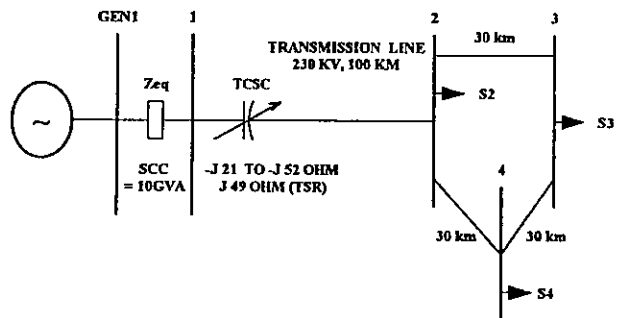 GEN1
1
2
3
TRANSMISSION LINE
230 KV, 100 KM
30 km
Zeq
TCSC
S2
S3
~
SCC
= 10GVA
-J 21 TO -J 52 OHM
J 49 OHM (TSR)
4
30 km
30 km
S4